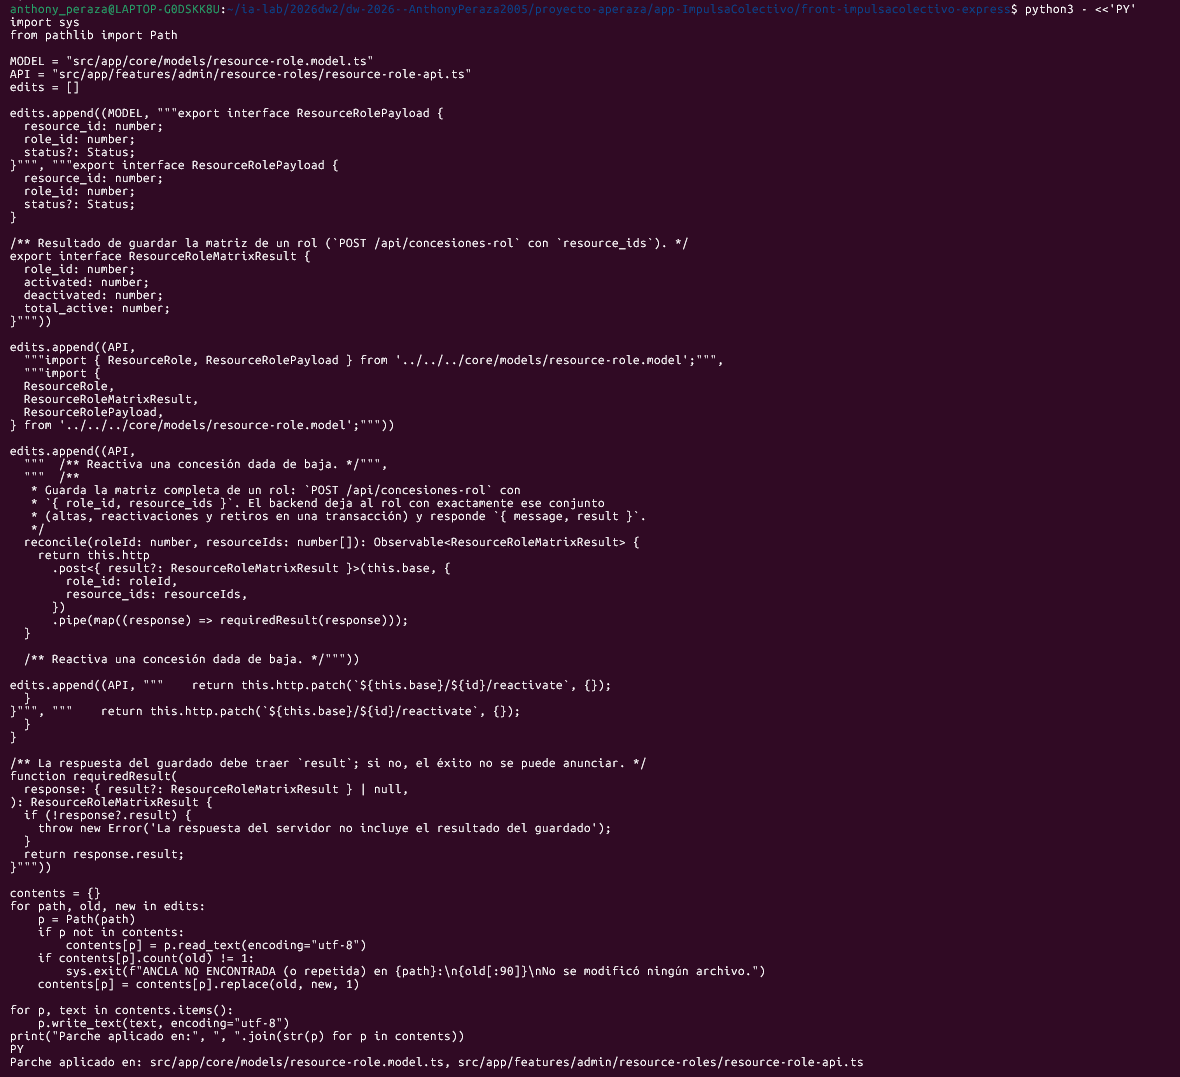 anthony_peraza@LAPTOP-G0DSKK8U:~/ia-lab/2026dw2/dw-2026--AnthonyPeraza2005/proyecto-aperaza/app-ImpulsaColectivo/front-impulsacolectivo-express$ python3 - <<'PY'
import sys
from pathlib import Path

MODEL = "src/app/core/models/resource-role.model.ts"
API = "src/app/features/admin/resource-roles/resource-role-api.ts"
edits = []

edits.append((MODEL, """export interface ResourceRolePayload {
  resource_id: number;
  role_id: number;
  status?: Status;
}""", """export interface ResourceRolePayload {
  resource_id: number;
  role_id: number;
  status?: Status;
}

/** Resultado de guardar la matriz de un rol (`POST /api/concesiones-rol` con `resource_ids`). */
export interface ResourceRoleMatrixResult {
  role_id: number;
  activated: number;
  deactivated: number;
  total_active: number;
}"""))

edits.append((API,
  """import { ResourceRole, ResourceRolePayload } from '../../../core/models/resource-role.model';""",
  """import {
  ResourceRole,
  ResourceRoleMatrixResult,
  ResourceRolePayload,
} from '../../../core/models/resource-role.model';"""))

edits.append((API,
  """  /** Reactiva una concesión dada de baja. */""",
  """  /**
   * Guarda la matriz completa de un rol: `POST /api/concesiones-rol` con
   * `{ role_id, resource_ids }`. El backend deja al rol con exactamente ese conjunto
   * (altas, reactivaciones y retiros en una transacción) y responde `{ message, result }`.
   */
  reconcile(roleId: number, resourceIds: number[]): Observable<ResourceRoleMatrixResult> {
    return this.http
      .post<{ result?: ResourceRoleMatrixResult }>(this.base, {
        role_id: roleId,
        resource_ids: resourceIds,
      })
      .pipe(map((response) => requiredResult(response)));
  }

  /** Reactiva una concesión dada de baja. */"""))

edits.append((API, """    return this.http.patch(`${this.base}/${id}/reactivate`, {});
  }
}""", """    return this.http.patch(`${this.base}/${id}/reactivate`, {});
  }
}

/** La respuesta del guardado debe traer `result`; si no, el éxito no se puede anunciar. */
function requiredResult(
  response: { result?: ResourceRoleMatrixResult } | null,
): ResourceRoleMatrixResult {
  if (!response?.result) {
    throw new Error('La respuesta del servidor no incluye el resultado del guardado');
  }
  return response.result;
}"""))

contents = {}
for path, old, new in edits:
    p = Path(path)
    if p not in contents:
        contents[p] = p.read_text(encoding="utf-8")
    if contents[p].count(old) != 1:
        sys.exit(f"ANCLA NO ENCONTRADA (o repetida) en {path}:\n{old[:90]}\nNo se modificó ningún archivo.")
    contents[p] = contents[p].replace(old, new, 1)

for p, text in contents.items():
    p.write_text(text, encoding="utf-8")
print("Parche aplicado en:", ", ".join(str(p) for p in contents))
PY
Parche aplicado en: src/app/core/models/resource-role.model.ts, src/app/features/admin/resource-roles/resource-role-api.ts